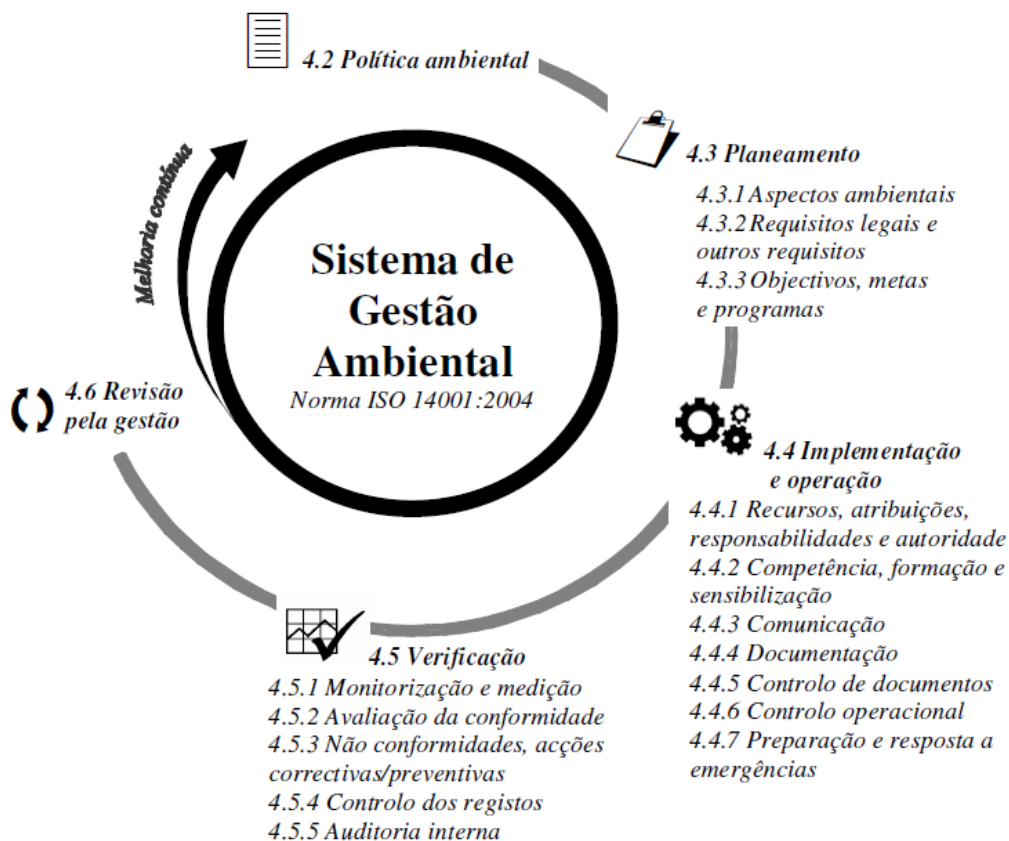 4.2 Política ambiental
4.3 Planeamento
4.3.1 Aspectos ambientais
4.3.2 Requisitos legais e
outros requisitos
4.3.3 Objectivos, metas
e programas
Melhoria contínua
Sistema de
Gestão
Ambiental
Norma ISO 14001:2004
4.6 Revisão
pela gestão
4.4 Implementação
e operação
4.4.1 Recursos, atribuições,
responsabilidades e autoridade
4.4.2 Competência, formação e
sensibilização
4.4.3 Comunicação
4.4.4 Documentação
4.4.5 Controlo de documentos
4.4.6 Controlo operacional
4.4.7 Preparação e resposta a
emergências
4.5 Verificação
4.5.1 Monitorização e medição
4.5.2 Avaliação da conformidade
4.5.3 Não conformidades, acções
correctivas/preventivas
4.5.4 Controlo dos registos
4.5.5 Auditoria interna